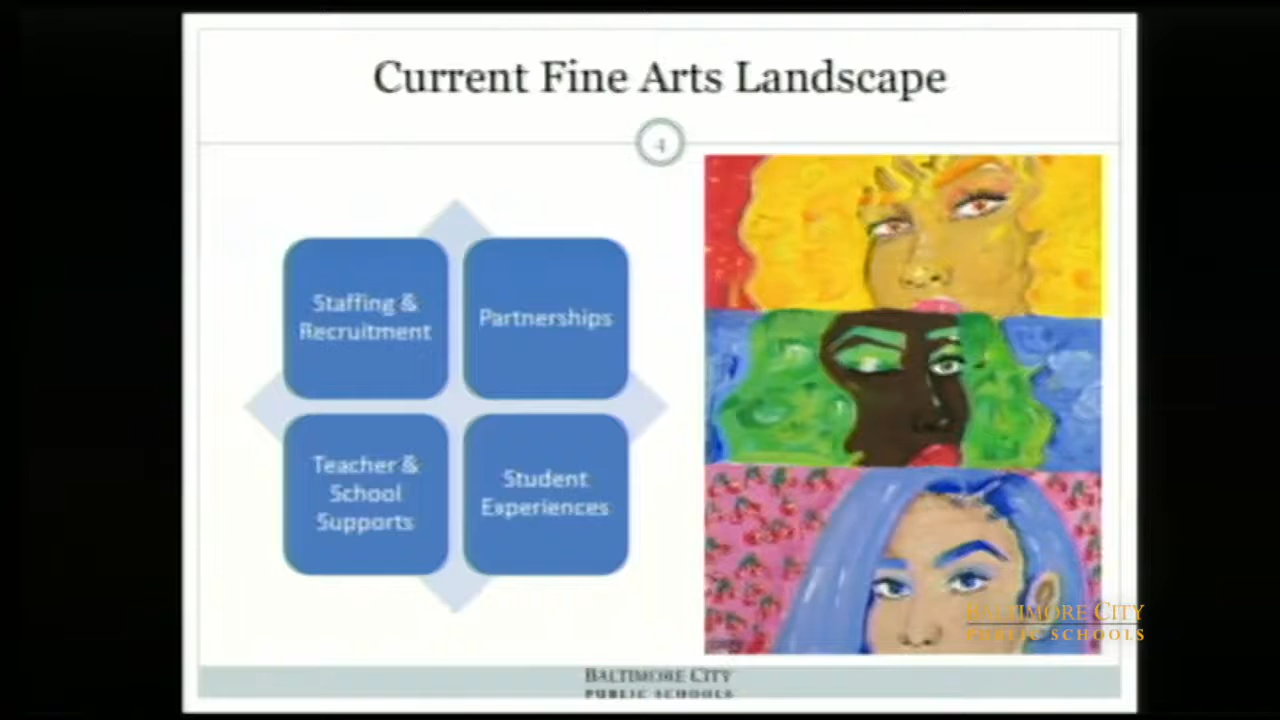 Current Fine Arts Landscape
4
Staffing &
Recruitment
Partnerships
Teacher &
School
Supports
Student
Experiences
BALTIMORE CITY
PUBLIC SCHOOLS
BALTIMORE CITY
PUBLIC SCHOOLS